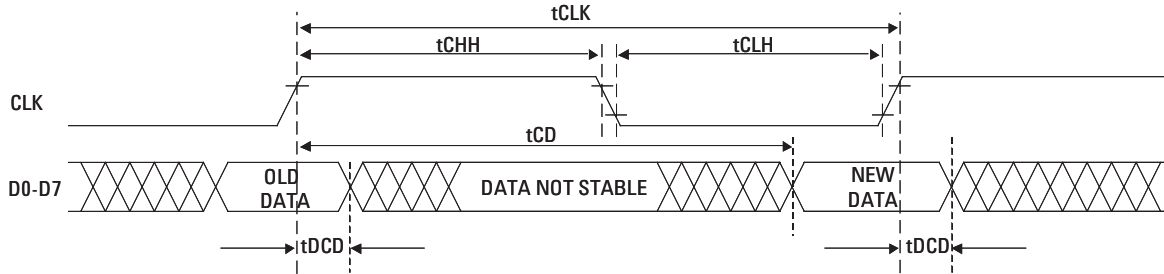 tCLK
tCHH
tCLH
CLK
tCD
D0-D7
OLD
DATA
DATA NOT STABLE
NEW
DATA
tDCD
tDCD